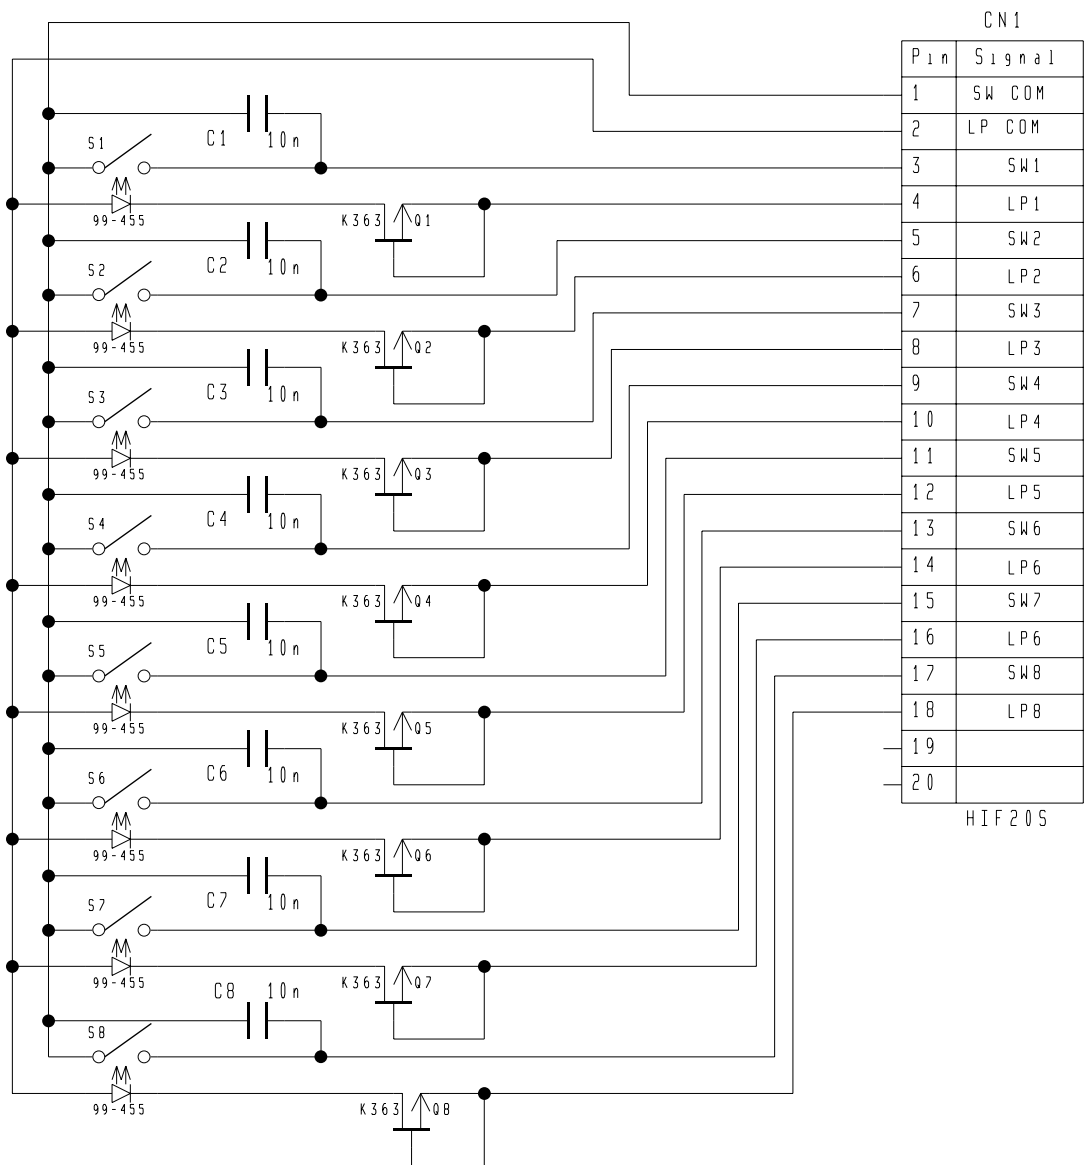 CN1
Pin Signal
1 SW COM
2 LP COM
3 SW1
4 LP1
5 SW2
6 LP2
7 SW3
8 LP3
9 SW4
10 LP4
11 SW5
12 LP5
13 SW6
14 LP6
15 SW7
16 LP6
17 SW8
18 LP8
19
20
HIF20S
S1 C1 10n
99-455 K363 Q1
S2 C2 10n
99-455 K363 Q2
S3 C3 10n
99-455 K363 Q3
S4 C4 10n
99-455 K363 Q4
S5 C5 10n
99-455 K363 Q5
S6 C6 10n
99-455 K363 Q6
S7 C7 10n
99-455 K363 Q7
C8 10n
S8
99-455 K363 Q8